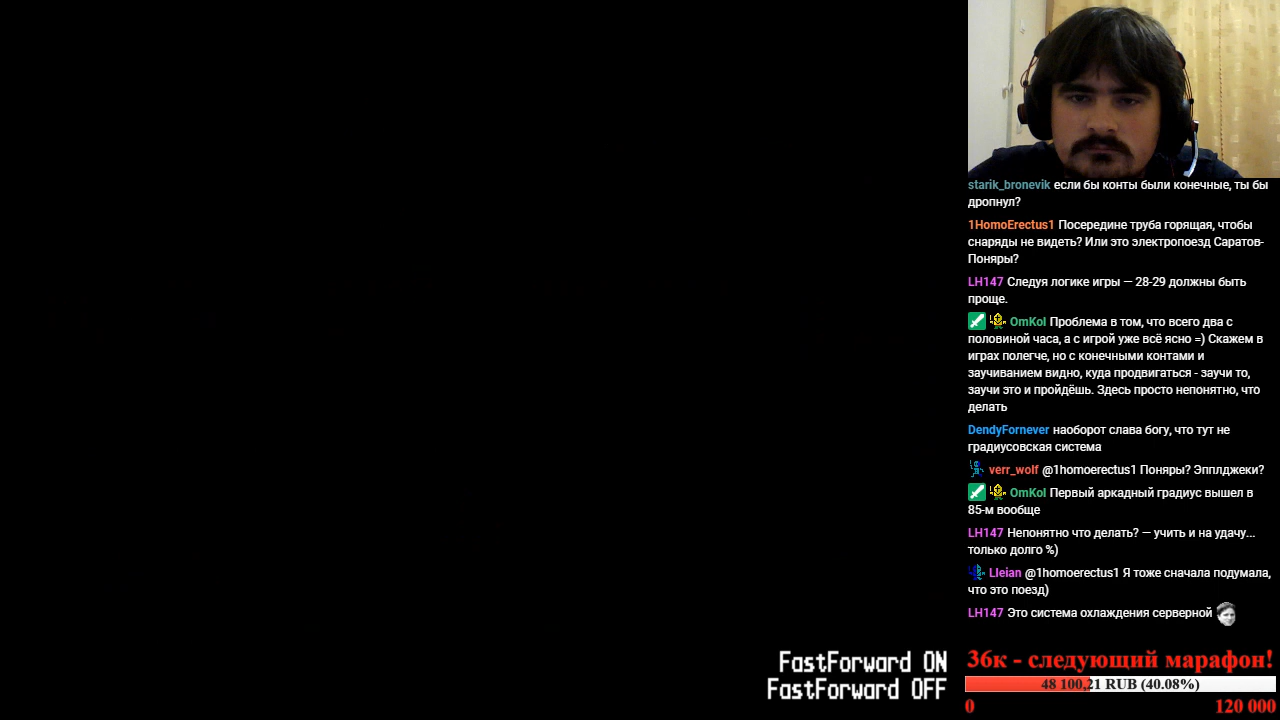 starik_bronevik если бы конты были конечные, ты бы
дропнул?
1HomoErectus1 Посередине труба горящая, чтобы
снаряды не видеть? Или это электропоезд Саратов-
Поняры?
LH147 Следуя логике игры — 28-29 должны быть
проще.
OmKol Проблема в том, что всего два с
половиной часа, а с игрой уже всё ясно =) Скажем в
играх полегче, но с конечными контами и
заучиванием видно, куда продвигаться - заучи то,
заучи это и пройдёшь. Здесь просто непонятно, что
делать
DendyFornever наоборот слава богу, что тут не
градиусовская система
verr_wolf @1homoerectus1 Поняры? Эпплджеки?
OmKol Первый аркадный градиус вышел в
85-м вообще
LH147 Непонятно что делать? — учить и на удачу...
только долго %)
Lleian @1homoerectus1 Я тоже сначала подумала,
что это поезд)
LH147 Это система охлаждения серверной
FastForward ON
FastForward OFF
36к - следующий марафон!
48 100,21 RUB (40.08%)
0 120 000